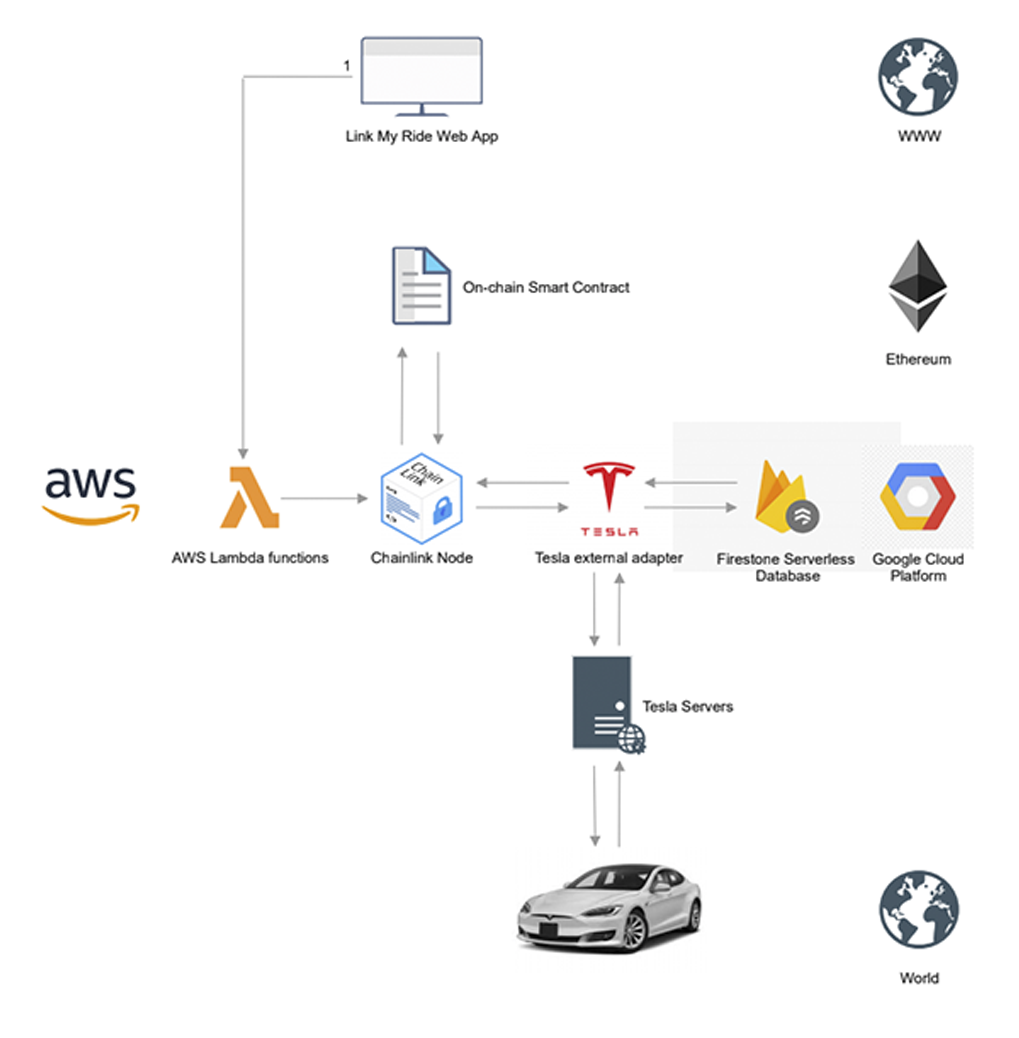 1
Link My Ride Web App
WWW
On-chain Smart Contract
Ethereum
aws
Chain
Link
TESLA
AWS Lambda functions
Chainlink Node
Tesla external adapter
Firestone Serverless
Database
Google Cloud
Platform
Tesla Servers
World